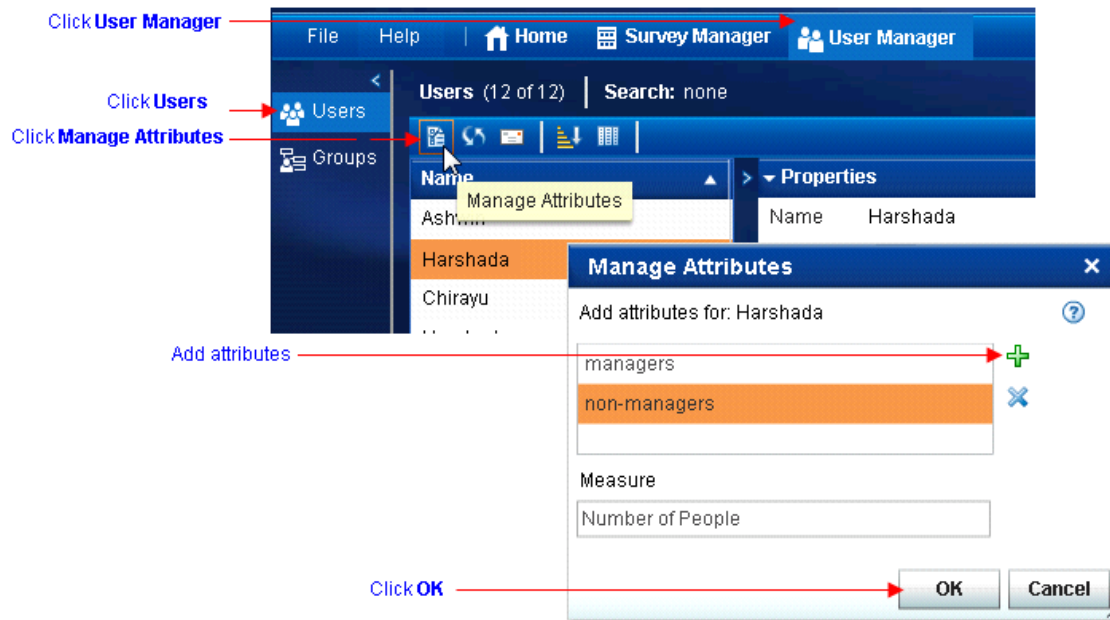 Click User Manager
File Help Home Survey Manager User Manager
Users (12 of 12) Search: none
Click Users
Users
Click Manage Attributes
Groups
Name
Properties
Manage Attributes
Name Harshada
Harshada
Manage Attributes
Chirayu
Add attributes for: Harshada
Add attributes
managers
non-managers
Measure
Number of People
Click OK
OK Cancel